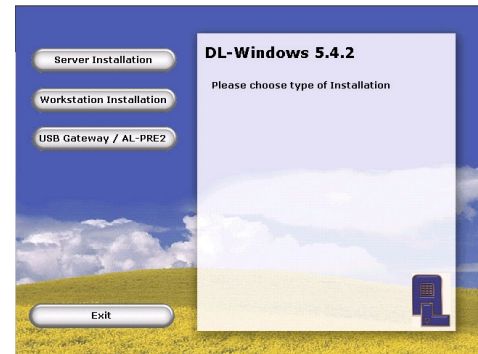 DL-Windows 5.4.2
Please choose type of Installation
Server Installation
Workstation Installation
USB Gateway / AL-PRE2
Exit
AL